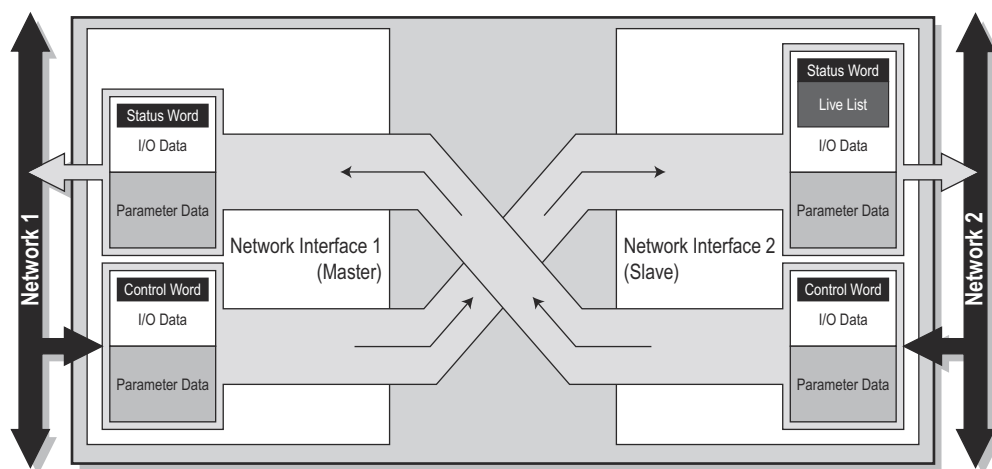 Network 1
Status Word
I/O Data
Parameter Data
Control Word
I/O Data
Parameter Data
Network Interface 1
(Master)
Network Interface 2
(Slave)
Status Word
Live List
I/O Data
Parameter Data
Control Word
I/O Data
Parameter Data
Network 2